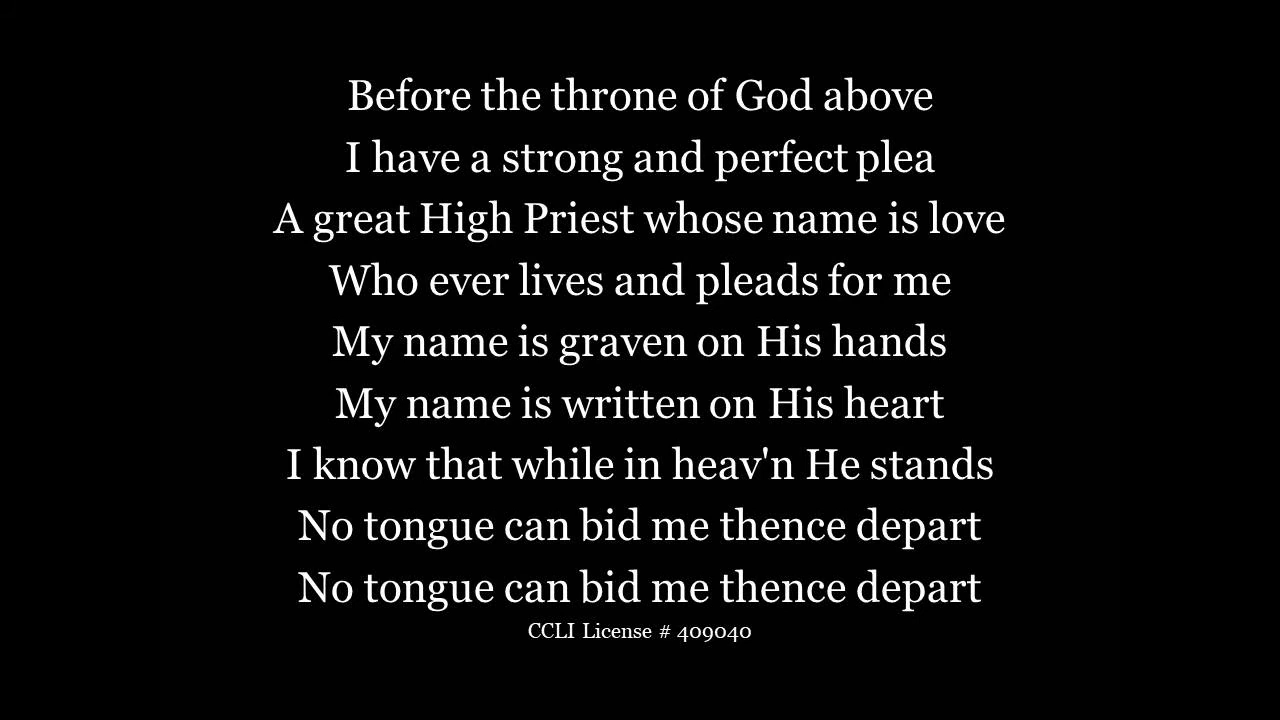 Before the throne of God above
I have a strong and perfect plea
A great High Priest whose name is love
Who ever lives and pleads for me
My name is graven on His hands
My name is written on His heart
I know that while in heav'n He stands
No tongue can bid me thence depart
No tongue can bid me thence depart
CCLI License # 409040